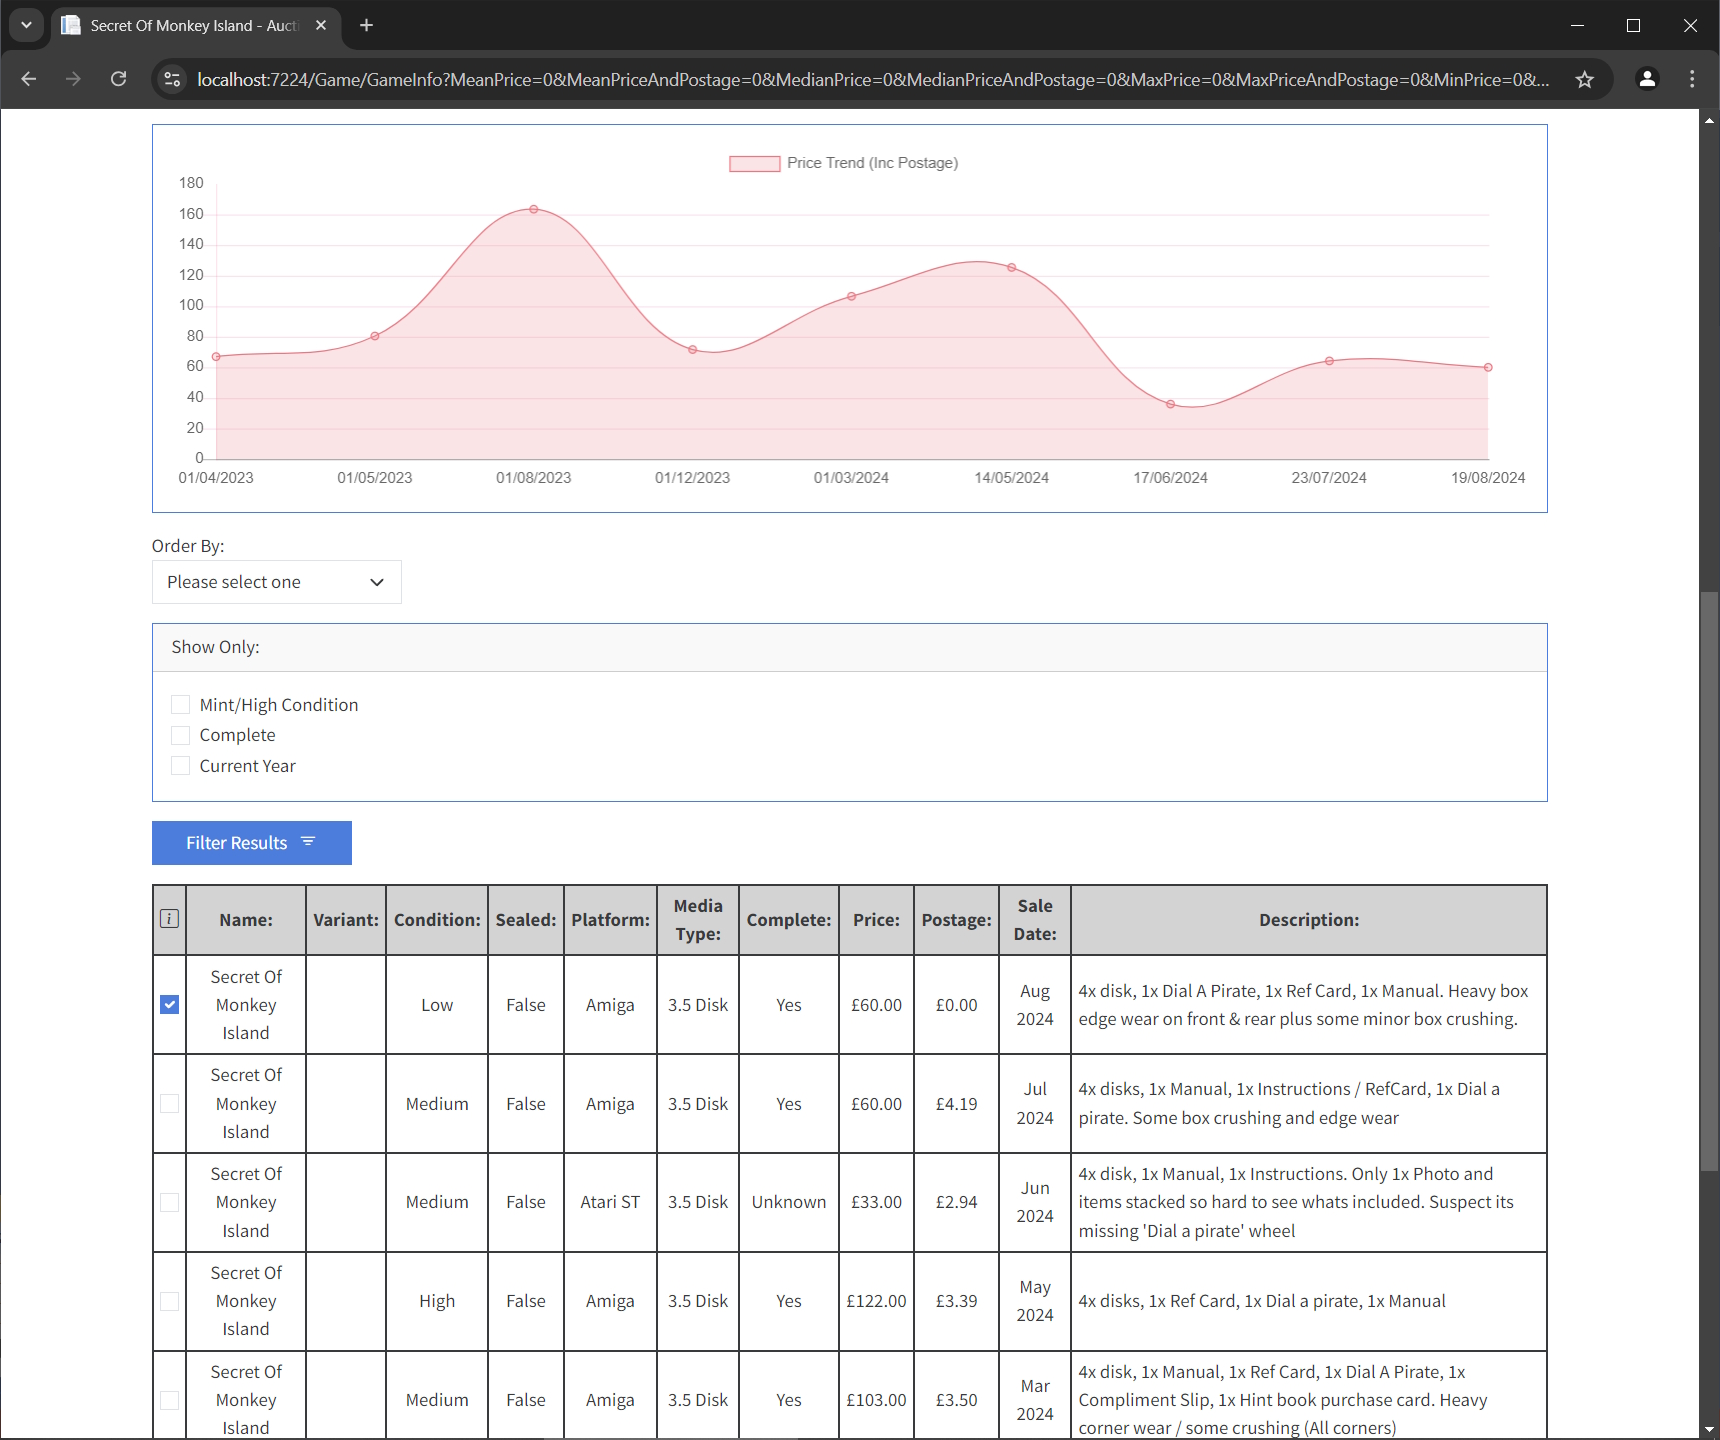 Secret Of Monkey Island - Aucti
localhost:7224/Game/GameInfo?MeanPrice=0&MeanPriceAndPostage=0&MedianPrice=0&MedianPriceAndPostage=0&MaxPrice=0&MaxPriceAndPostage=0&MinPrice=0&...
Price Trend (Inc Postage)
180
160
140
120
100
80
60
40
20
0
01/04/2023 01/05/2023 01/08/2023 01/12/2023 01/03/2024 14/05/2024 17/06/2024 23/07/2024 19/08/2024
Order By:
Please select one
Show Only:
Mint/High Condition
Complete
Current Year
Filter Results
i Name: Variant: Condition: Sealed: Platform: Media Type: Complete: Price: Postage: Sale Date: Description:
Secret Of
Monkey
Island
Low False Amiga 3.5 Disk Yes £60.00 £0.00
Aug
2024
4x disk, 1x Dial A Pirate, 1x Ref Card, 1x Manual. Heavy box
edge wear on front & rear plus some minor box crushing.
Secret Of
Monkey
Island
Medium False Amiga 3.5 Disk Yes £60.00 £4.19
Jul
2024
4x disks, 1x Manual, 1x Instructions / RefCard, 1x Dial a
pirate. Some box crushing and edge wear
Secret Of
Monkey
Island
Medium False Atari ST 3.5 Disk Unknown £33.00 £2.94
Jun
2024
4x disk, 1x Manual, 1x Instructions. Only 1x Photo and
items stacked so hard to see whats included. Suspect its
missing 'Dial a pirate' wheel
Secret Of
Monkey
Island
High False Amiga 3.5 Disk Yes £122.00 £3.39
May
2024
4x disks, 1x Ref Card, 1x Dial a pirate, 1x Manual
Secret Of
Monkey
Island
Medium False Amiga 3.5 Disk Yes £103.00 £3.50
Mar
2024
4x disk, 1x Manual, 1x Ref Card, 1x Dial A Pirate, 1x
Compliment Slip, 1x Hint book purchase card. Heavy
corner wear / some crushing (All corners)